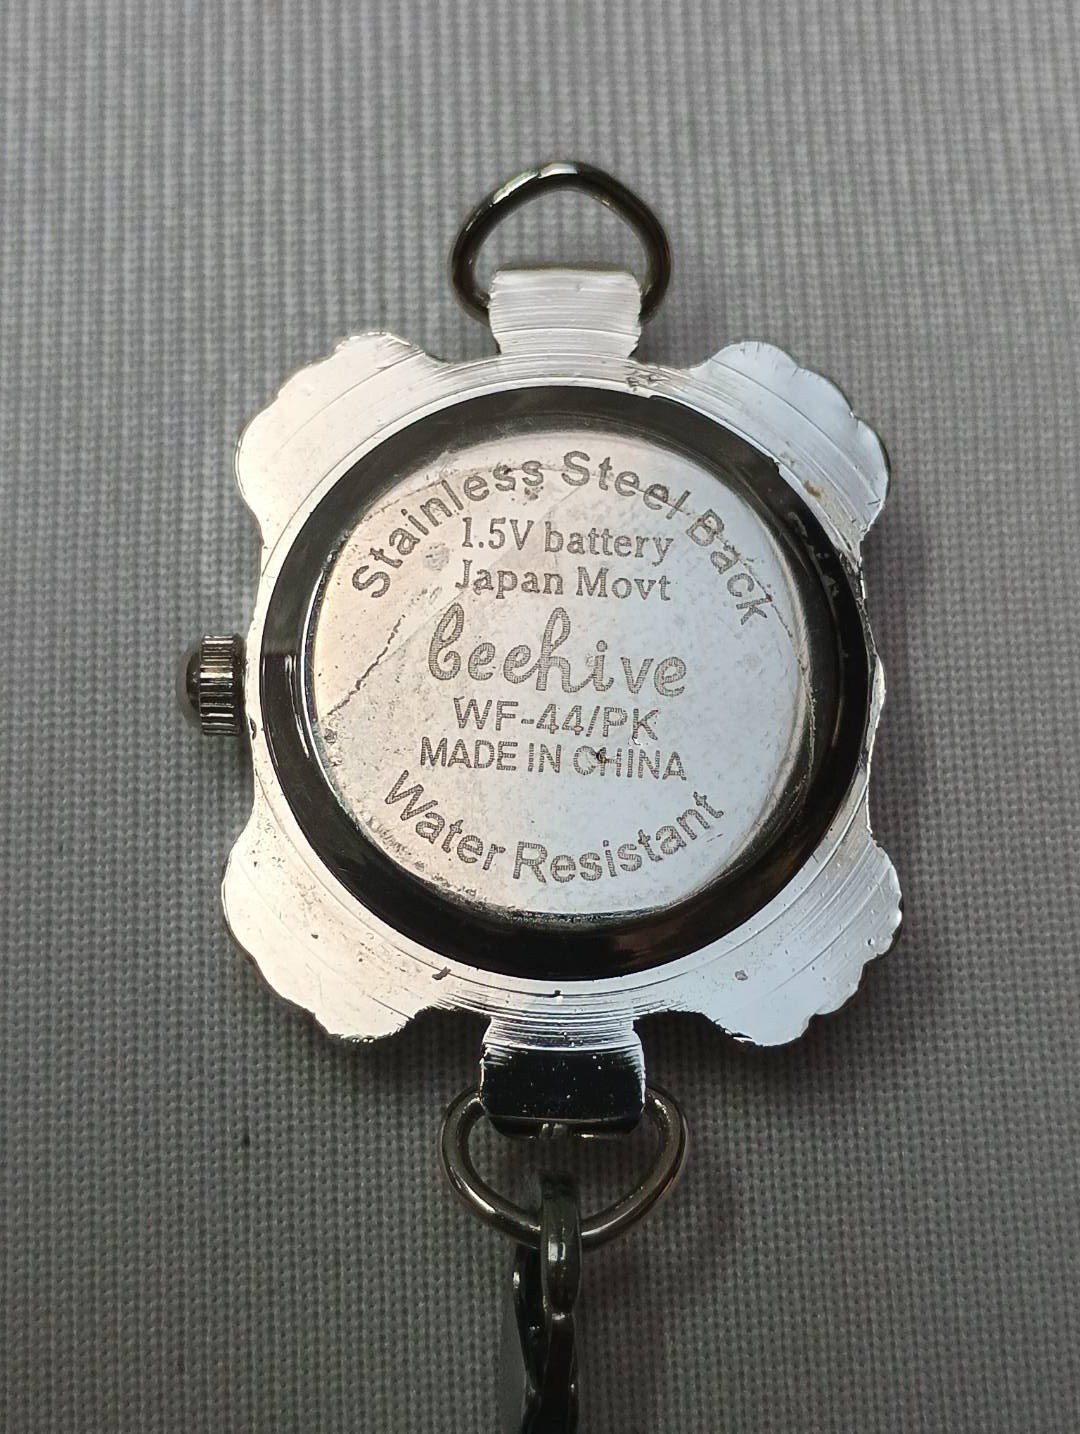 Stainless Steel Back
1.5V battery
Japan Movt
beehive
WF-44/PK
MADE IN CHINA
Water Resistant